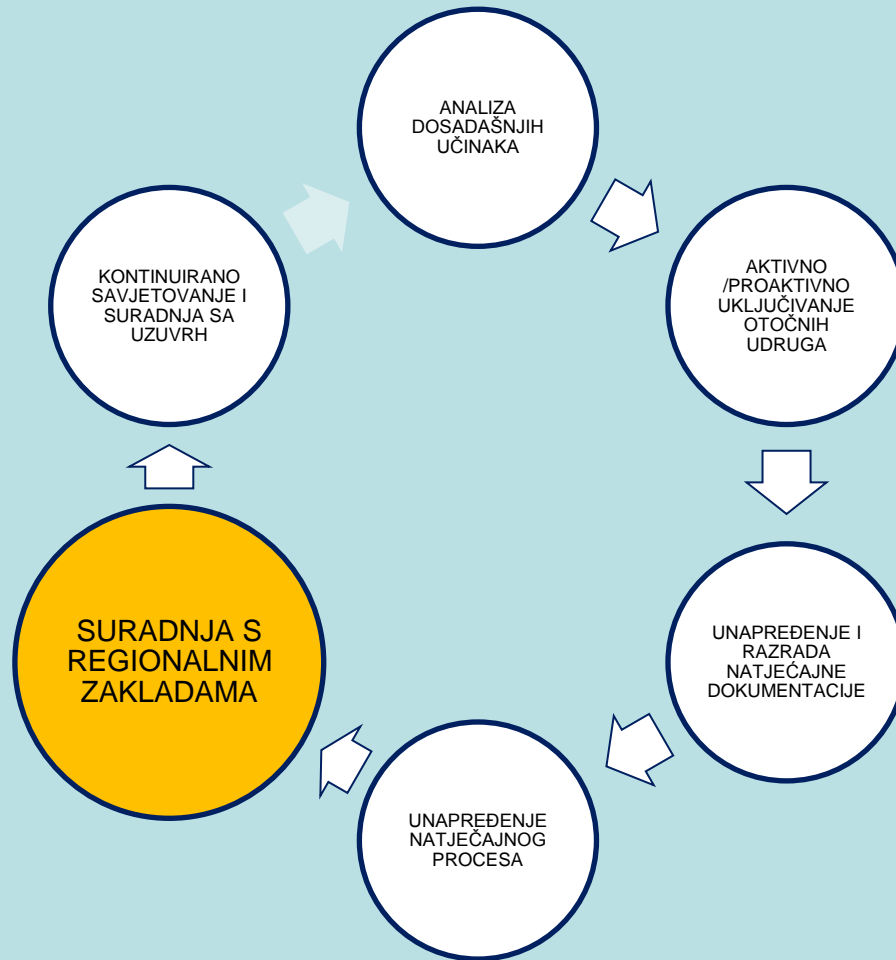 ANALIZA
DOSADAŠNJIH
UČINAKA
AKTIVNO
/PROAKTIVNO
UKLJUČIVANJE
OTOČNIH
UDRUGA
UNAPREĐENJE I
RAZRADA
NATJEĆAJNE
DOKUMENTACIJE
UNAPREĐENJE
NATJEČAJNOG
PROCESA
SURADNJA S
REGIONALNIM
ZAKLADAMA
KONTINUIRANO
SAVJETOVANJE I
SURADNJA SA
UZUVRH